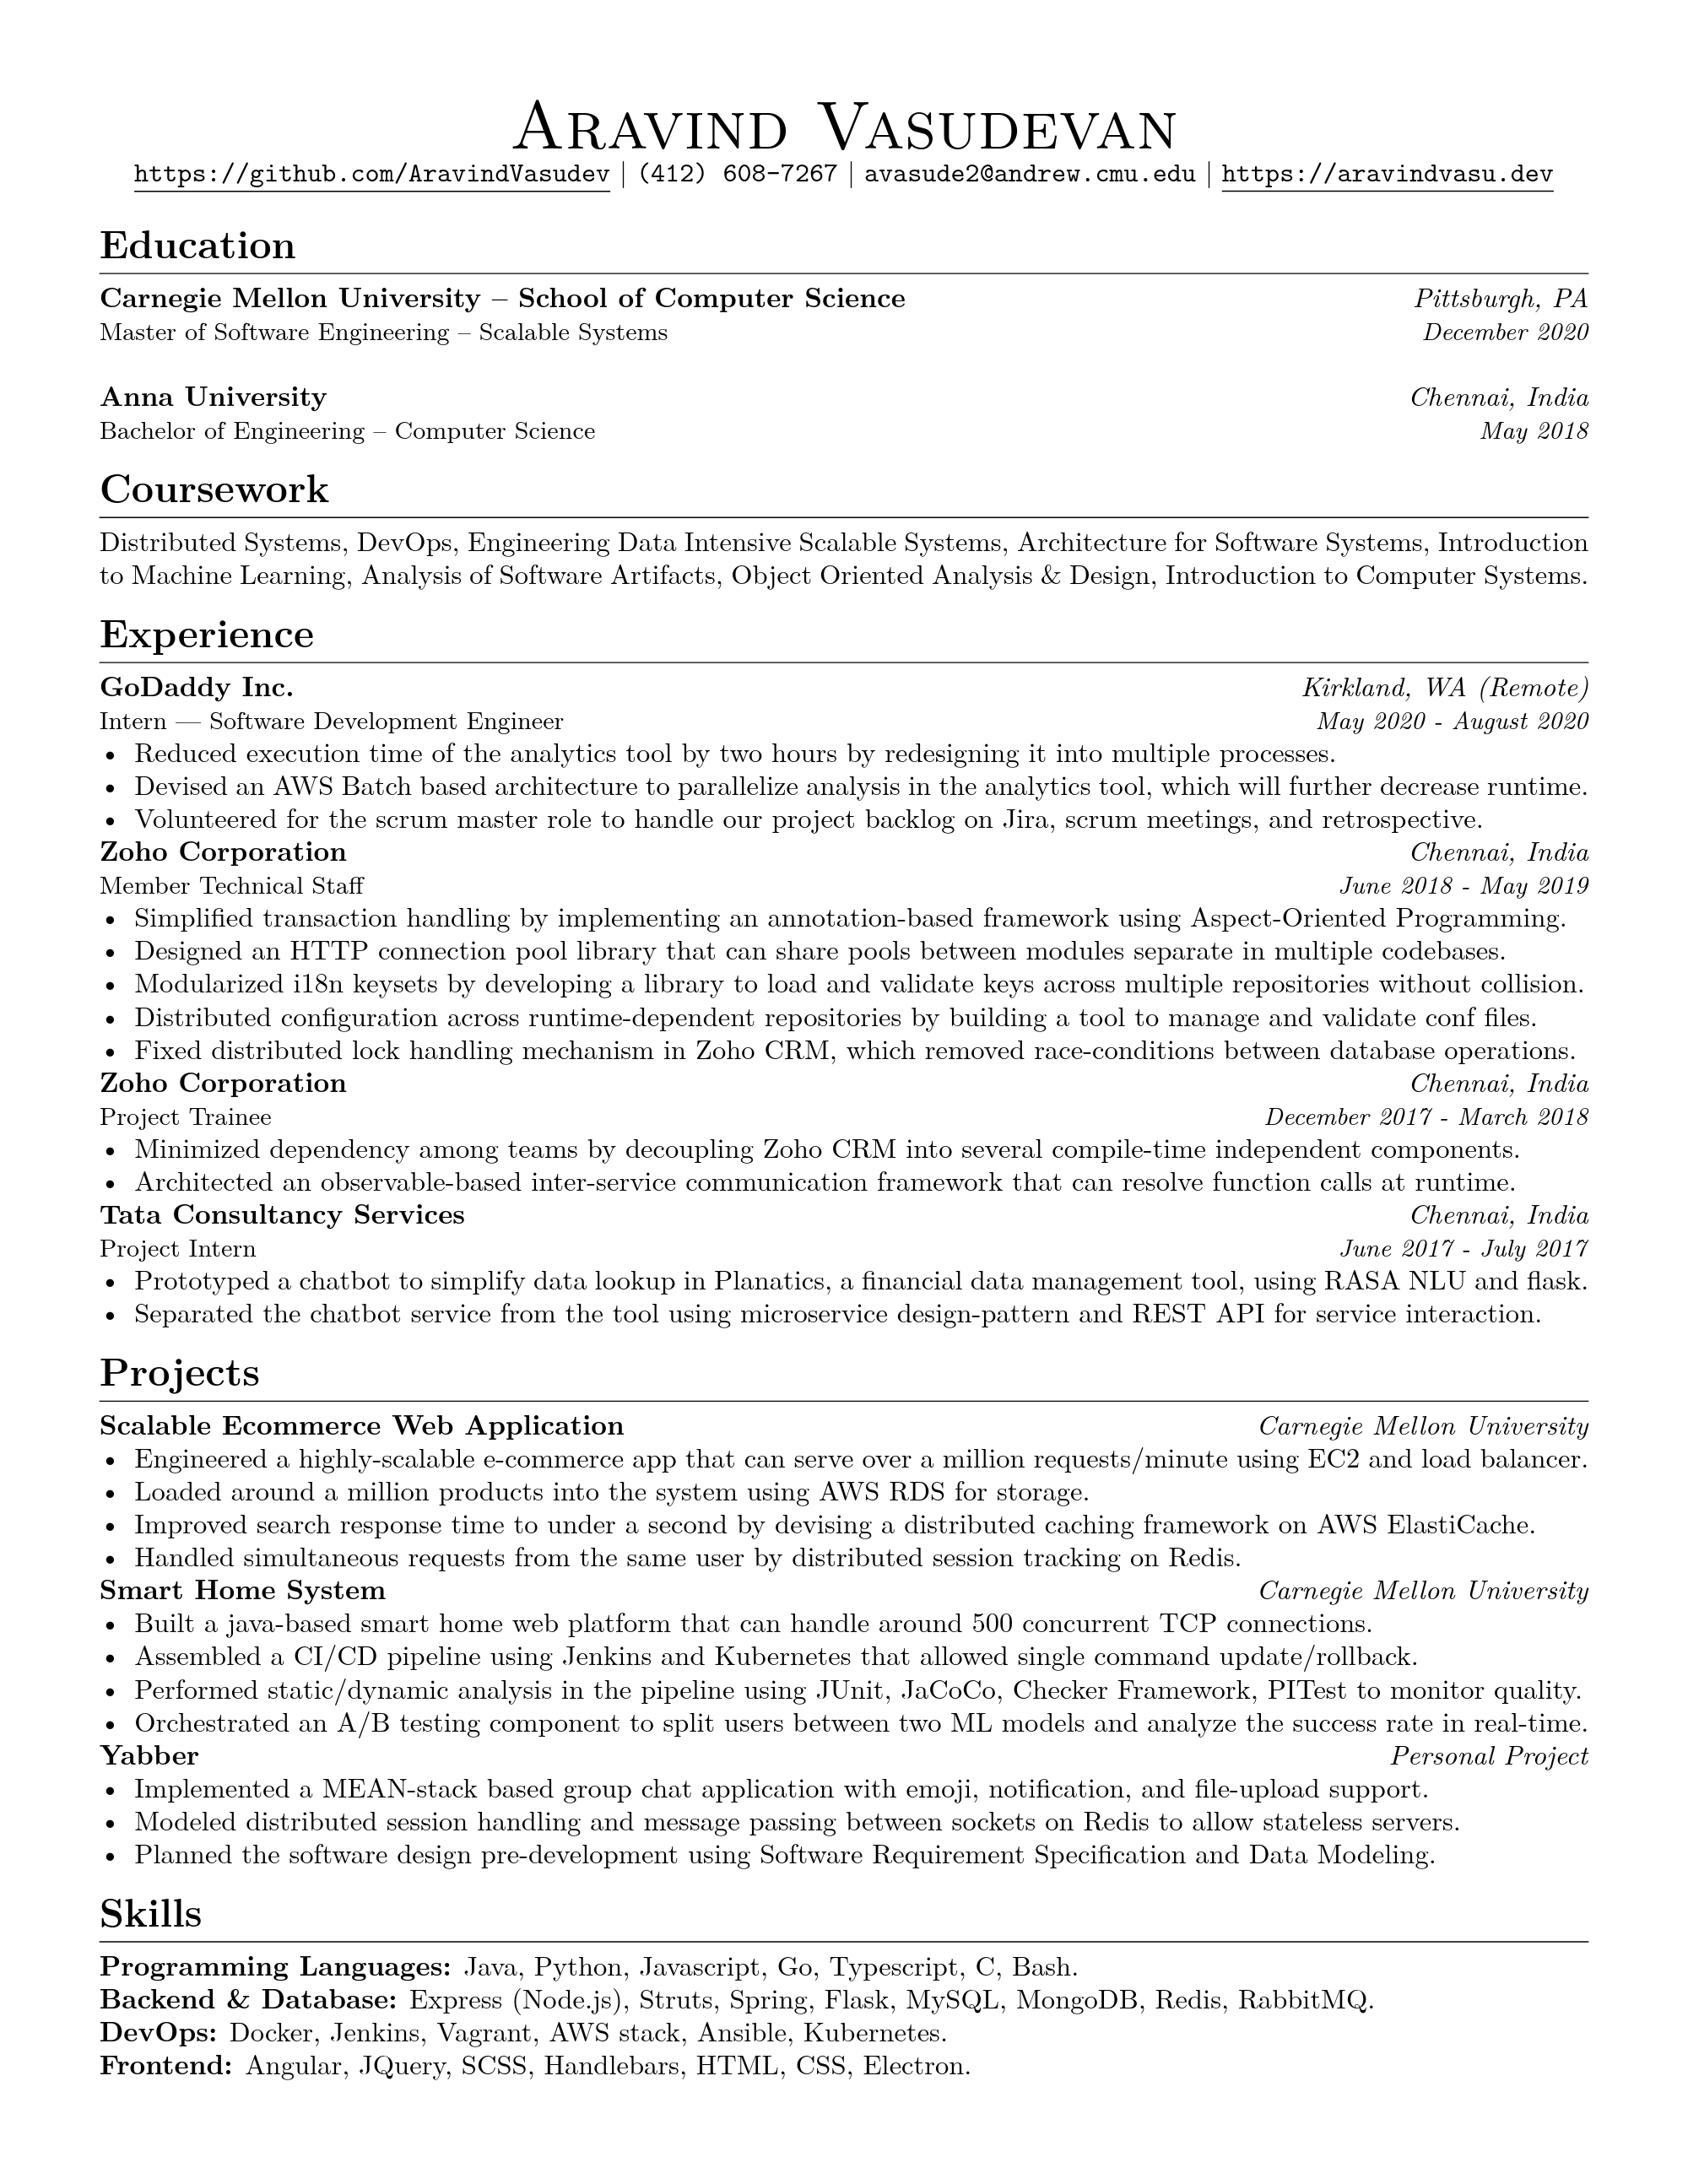 Aravind Vasudevan
https://github.com/AravindVasudev | (412) 608-7267 | avasude2@andrew.cmu.edu | https://aravindvasu.dev
Education
Carnegie Mellon University – School of Computer Science Pittsburgh, PA
Master of Software Engineering – Scalable Systems December 2020
Anna University Chennai, India
Bachelor of Engineering – Computer Science May 2018
Coursework
Distributed Systems, DevOps, Engineering Data Intensive Scalable Systems, Architecture for Software Systems, Introduction
to Machine Learning, Analysis of Software Artifacts, Object Oriented Analysis & Design, Introduction to Computer Systems.
Experience
GoDaddy Inc. Kirkland, WA (Remote)
Intern — Software Development Engineer May 2020 - August 2020
• Reduced execution time of the analytics tool by two hours by redesigning it into multiple processes.
• Devised an AWS Batch based architecture to parallelize analysis in the analytics tool, which will further decrease runtime.
• Volunteered for the scrum master role to handle our project backlog on Jira, scrum meetings, and retrospective.
Zoho Corporation Chennai, India
Member Technical Staff June 2018 - May 2019
• Simplified transaction handling by implementing an annotation-based framework using Aspect-Oriented Programming.
• Designed an HTTP connection pool library that can share pools between modules separate in multiple codebases.
• Modularized i18n keysets by developing a library to load and validate keys across multiple repositories without collision.
• Distributed configuration across runtime-dependent repositories by building a tool to manage and validate conf files.
• Fixed distributed lock handling mechanism in Zoho CRM, which removed race-conditions between database operations.
Zoho Corporation Chennai, India
Project Trainee December 2017 - March 2018
• Minimized dependency among teams by decoupling Zoho CRM into several compile-time independent components.
• Architected an observable-based inter-service communication framework that can resolve function calls at runtime.
Tata Consultancy Services Chennai, India
Project Intern June 2017 - July 2017
• Prototyped a chatbot to simplify data lookup in Planatics, a financial data management tool, using RASA NLU and flask.
• Separated the chatbot service from the tool using microservice design-pattern and REST API for service interaction.
Projects
Scalable Ecommerce Web Application Carnegie Mellon University
• Engineered a highly-scalable e-commerce app that can serve over a million requests/minute using EC2 and load balancer.
• Loaded around a million products into the system using AWS RDS for storage.
• Improved search response time to under a second by devising a distributed caching framework on AWS ElastiCache.
• Handled simultaneous requests from the same user by distributed session tracking on Redis.
Smart Home System Carnegie Mellon University
• Built a java-based smart home web platform that can handle around 500 concurrent TCP connections.
• Assembled a CI/CD pipeline using Jenkins and Kubernetes that allowed single command update/rollback.
• Performed static/dynamic analysis in the pipeline using JUnit, JaCoCo, Checker Framework, PITest to monitor quality.
• Orchestrated an A/B testing component to split users between two ML models and analyze the success rate in real-time.
Yabber Personal Project
• Implemented a MEAN-stack based group chat application with emoji, notification, and file-upload support.
• Modeled distributed session handling and message passing between sockets on Redis to allow stateless servers.
• Planned the software design pre-development using Software Requirement Specification and Data Modeling.
Skills
Programming Languages: Java, Python, Javascript, Go, Typescript, C, Bash.
Backend & Database: Express (Node.js), Struts, Spring, Flask, MySQL, MongoDB, Redis, RabbitMQ.
DevOps: Docker, Jenkins, Vagrant, AWS stack, Ansible, Kubernetes.
Frontend: Angular, JQuery, SCSS, Handlebars, HTML, CSS, Electron.